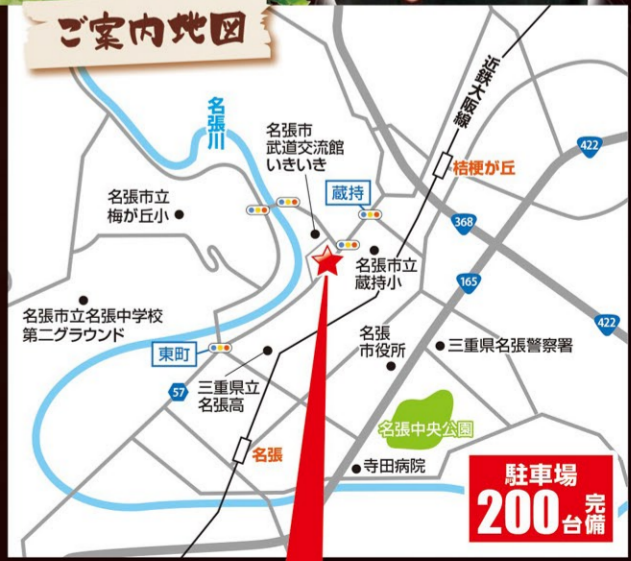 ご案内地図
近鉄大阪線
422
名張川
名張市
武道交流館
いきいき
桔梗が丘
蔵持
名張市立
梅が丘小
368
名張市立
蔵持小
165
名張市立名張中学校
第二グラウンド
422
東町
名張
市役所
三重県名張警察署
57
三重県立
名張高
名張中央公園
名張
寺田病院
駐車場
200台完備